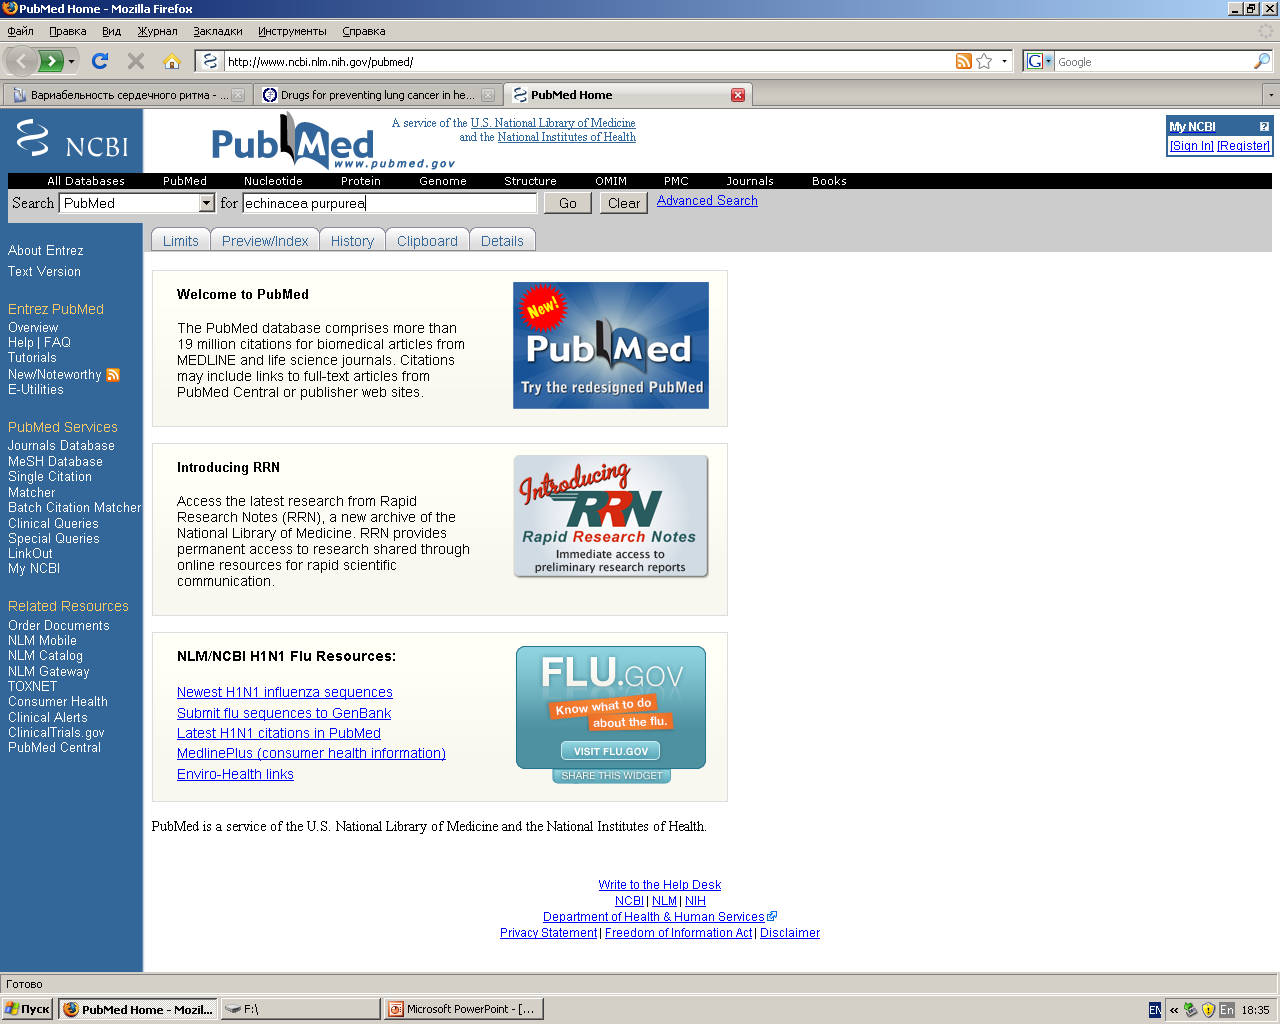 PubMed Home - Mozilla Firefox
Файл Правка Вид Журнал Закладки Инструменты Справка
http://www.ncbi.nlm.nih.gov/pubmed/
Google
Вариабельность сердечного ритма - ...
Drugs for preventing lung cancer in he...
PubMed Home
NCBI
PubMed
www.pubmed.gov
A service of the U.S. National Library of Medicine
and the National Institutes of Health
My NCBI ?
[Sign In] [Register]
All Databases PubMed Nucleotide Protein Genome Structure OMIM PMC Journals Books
Search PubMed for echinacea purpurea Go Clear Advanced Search
Limits Preview/Index History Clipboard Details
About Entrez
Text Version
Entrez PubMed
Overview
Help | FAQ
Tutorials
New/Noteworthy
E-Utilities
PubMed Services
Journals Database
MeSH Database
Single Citation
Matcher
Batch Citation Matcher
Clinical Queries
Special Queries
LinkOut
My NCBI
Related Resources
Order Documents
NLM Mobile
NLM Catalog
NLM Gateway
TOXNET
Consumer Health
Clinical Alerts
ClinicalTrials.gov
PubMed Central
Welcome to PubMed
The PubMed database comprises more than
19 million citations for biomedical articles from
MEDLINE and life science journals. Citations
may include links to full-text articles from
PubMed Central or publisher web sites.
New!
PubMed
Try the redesigned PubMed
Introducing RRN
Access the latest research from Rapid
Research Notes (RRN), a new archive of the
National Library of Medicine. RRN provides
permanent access to research shared through
online resources for rapid scientific
communication.
Introducing
RRN
Rapid Research Notes
Immediate access to
preliminary research reports
NLM/NCBI H1N1 Flu Resources:
Newest H1N1 influenza sequences
Submit flu sequences to GenBank
Latest H1N1 citations in PubMed
MedlinePlus (consumer health information)
Enviro-Health links
FLU.GOV
Know what to do
about the flu.
VISIT FLU.GOV
SHARE THIS WIDGET
PubMed is a service of the U.S. National Library of Medicine and the National Institutes of Health.
Write to the Help Desk
NCBI | NLM | NIH
Department of Health & Human Services
Privacy Statement | Freedom of Information Act | Disclaimer
Готово
Пуск PubMed Home - Mozil... F:\ Microsoft PowerPoint - [... EN « En 18:35